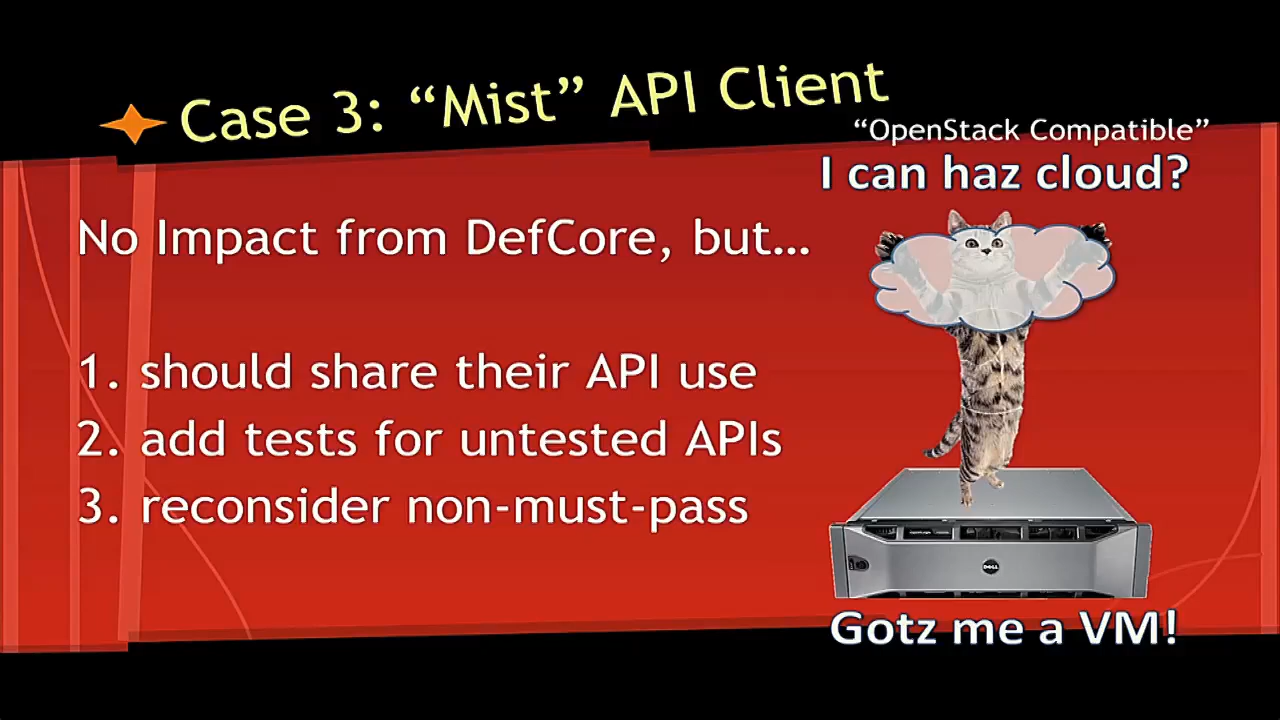 Case 3: “Mist” API Client
“OpenStack Compatible”
I can haz cloud?
No Impact from DefCore, but…
1. should share their API use
2. add tests for untested APIs
3. reconsider non-must-pass
DELL
Gotz me a VM!